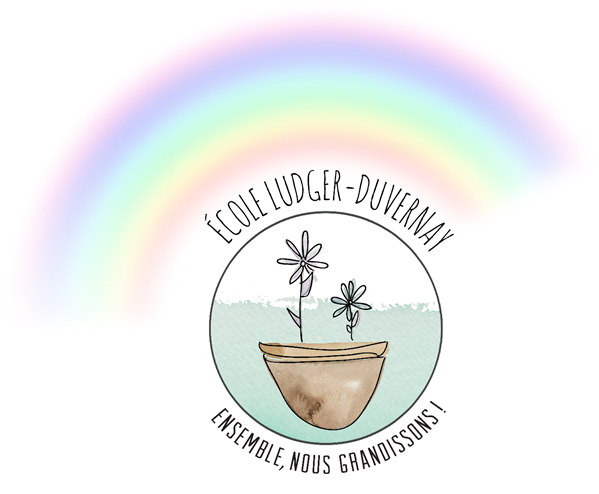 ÉCOLE LUDGER-DUVERNAY
ENSEMBLE, NOUS GRANDISSONS !